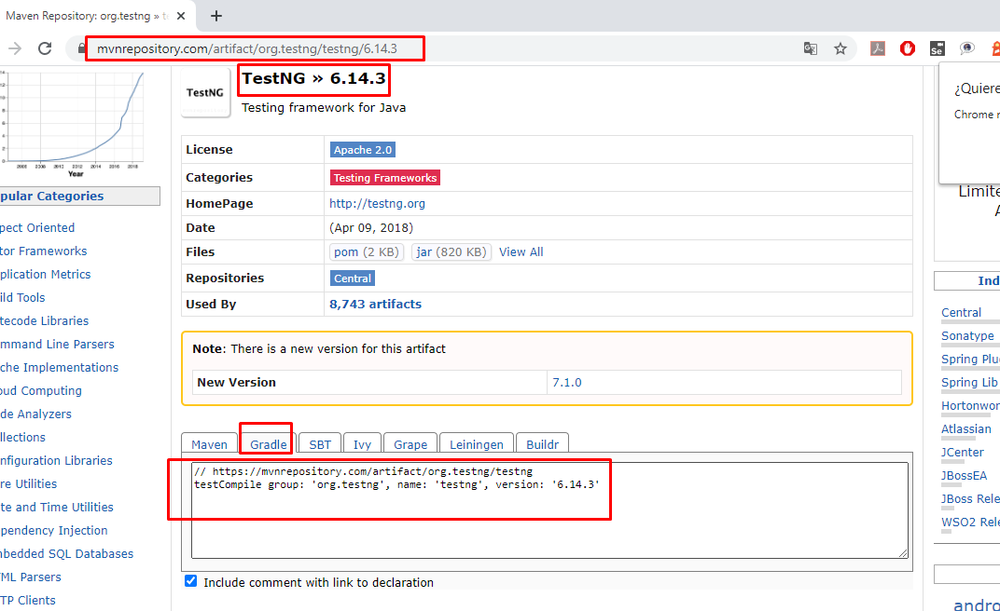 Maven Repository: org.testng » te
mvnrepository.com/artifact/org.testng/testng/6.14.3
Year
pular Categories
pect Oriented
tor Frameworks
plication Metrics
ild Tools
tecode Libraries
mmand Line Parsers
che Implementations
oud Computing
de Analyzers
llections
nfiguration Libraries
re Utilities
te and Time Utilities
pendency Injection
bedded SQL Databases
ML Parsers
TP Clients
TestNG
TestNG » 6.14.3
Testing framework for Java
License Apache 2.0
Categories Testing Frameworks
HomePage http://testng.org
Date (Apr 09, 2018)
Files pom (2 KB) jar (820 KB) View All
Repositories Central
Used By 8,743 artifacts
Note: There is a new version for this artifact
New Version 7.1.0
Maven Gradle SBT Ivy Grape Leiningen Buildr
// https://mvnrepository.com/artifact/org.testng/testng
testCompile group: 'org.testng', name: 'testng', version: '6.14.3'
Include comment with link to declaration
Se
¿Quiere
Chrome n
Limite
A
Ind
Central
Sonatype
Spring Plu
Spring Lib
Hortonwor
Atlassian
JCenter
JBossEA
JBoss Rele
WSO2 Rele
andro